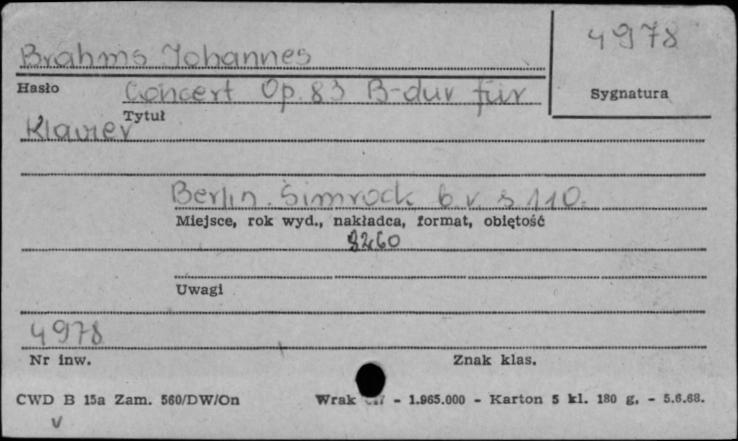 4978
Brahms Johannes
Hasło
Concert Op. 83 B-dur für
Sygnatura
Tytuł
Klavier
Berlin. Simrock b.r. s 110.
Miejsce, rok wyd., nakładca, format, obiętość
8260
Uwagi
4978
Nr inw.
Znak klas.
CWD B 15a Zam. 560/DW/On
Wrak - 1.965.000 - Karton 5 kl. 180 g. - 5.6.68.
v